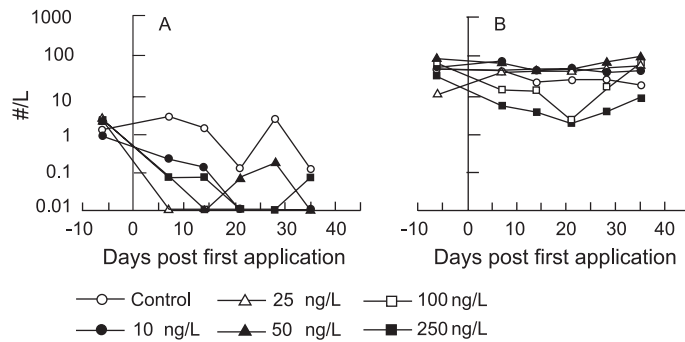 A
B
1000
100
10
1
0.1
0.01
#/L
-10 0 10 20 30 40
-10 0 10 20 30 40
Days post first application
Days post first application
Control
25 ng/L
100 ng/L
10 ng/L
50 ng/L
250 ng/L